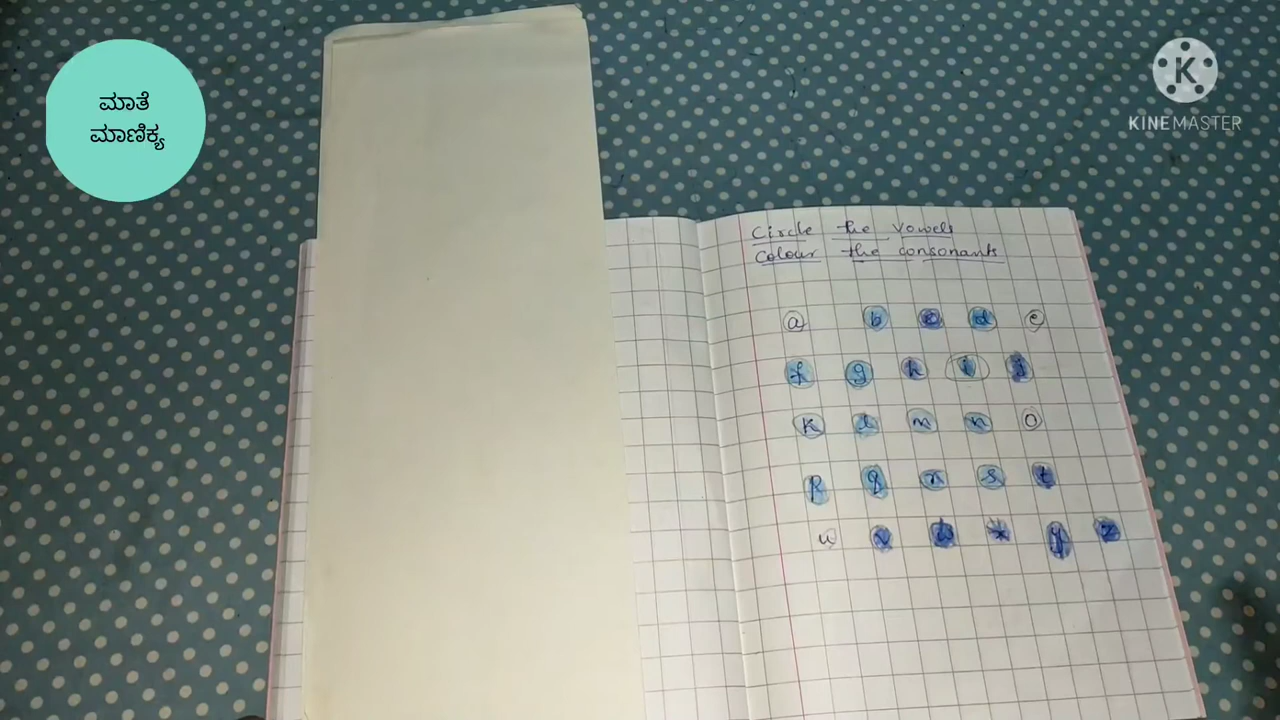 ಮಾತೆ
ಮಾಣಿಕ್ಯ
K
KINEMASTER
Circle the vowels
Colour the consonants
a b c d e
f g h i j
k l m n o
p q r s t
u v w x y z